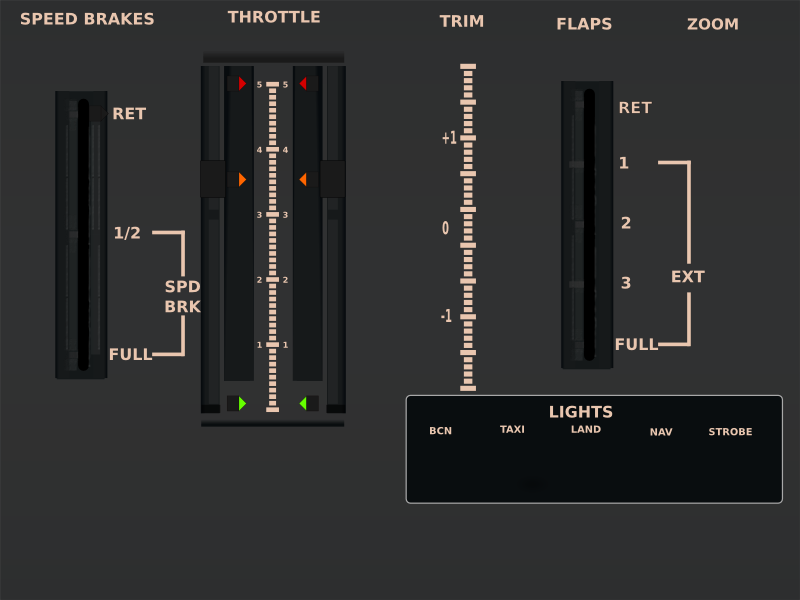 SPEED BRAKES
THROTTLE
TRIM
FLAPS
ZOOM
RET
1/2
SPD
BRK
FULL
5 5
4 4
3 3
2 2
1 1
+1
0
-1
RET
1
2
3
FULL
EXT
LIGHTS
BCN
TAXI
LAND
NAV
STROBE